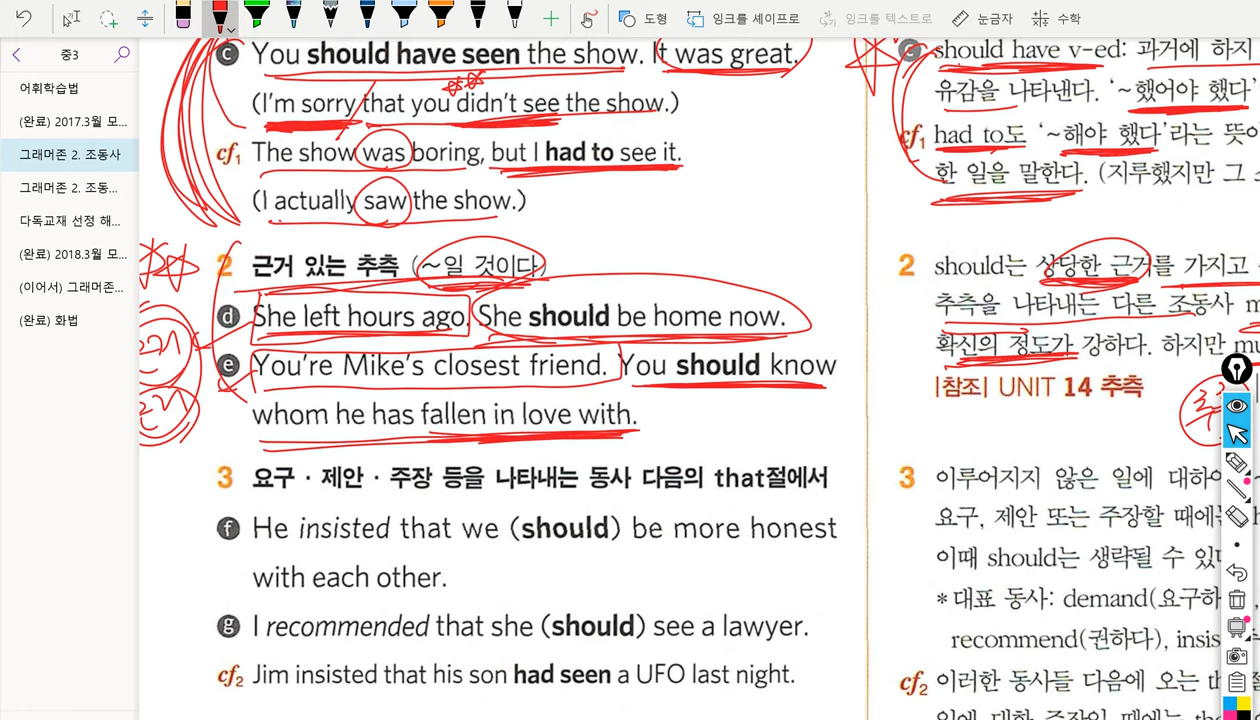 도형
잉크를 셰이프로
잉크를 텍스트로
눈금자
수학
중3
어휘학습법
(완료) 2017.3월 모...
그래머존 2. 조동사
그래머존 2. 조동...
다독교재 선정 해...
(완료) 2018.3월 모...
(이어서) 그래머존...
(완료) 화법
c You should have seen the show. It was great.
(I'm sorry that you didn't see the show.)
cf1 The show was boring, but I had to see it.
(I actually saw the show.)
2 근거 있는 추측 (~일 것이다)
d She left hours ago. She should be home now.
e You're Mike's closest friend. You should know
whom he has fallen in love with.
근거
3 요구 · 제안 · 주장 등을 나타내는 동사 다음의 that절에서
f He insisted that we (should) be more honest
with each other.
g I recommended that she (should) see a lawyer.
cf2 Jim insisted that his son had seen a UFO last night.
should have v-ed: 과거에 하지
유감을 나타낸다. '~했어야 했다'
cf1 had to도 '~해야 했다'라는 뜻이
한 일을 말한다. (지루했지만 그
2 should는 상당한 근거를 가지고
추측을 나타내는 다른 조동사 m
확신의 정도가 강하다. 하지만 mu
|참조| UNIT 14 추측
3 이루어지지 않은 일에 대하여
요구, 제안 또는 주장할 때에는
이때 should는 생략될 수 있다
* 대표 동사: demand(요구하
recommend(권하다), insis
cf2 이러한 동사들 다음에 오는 th